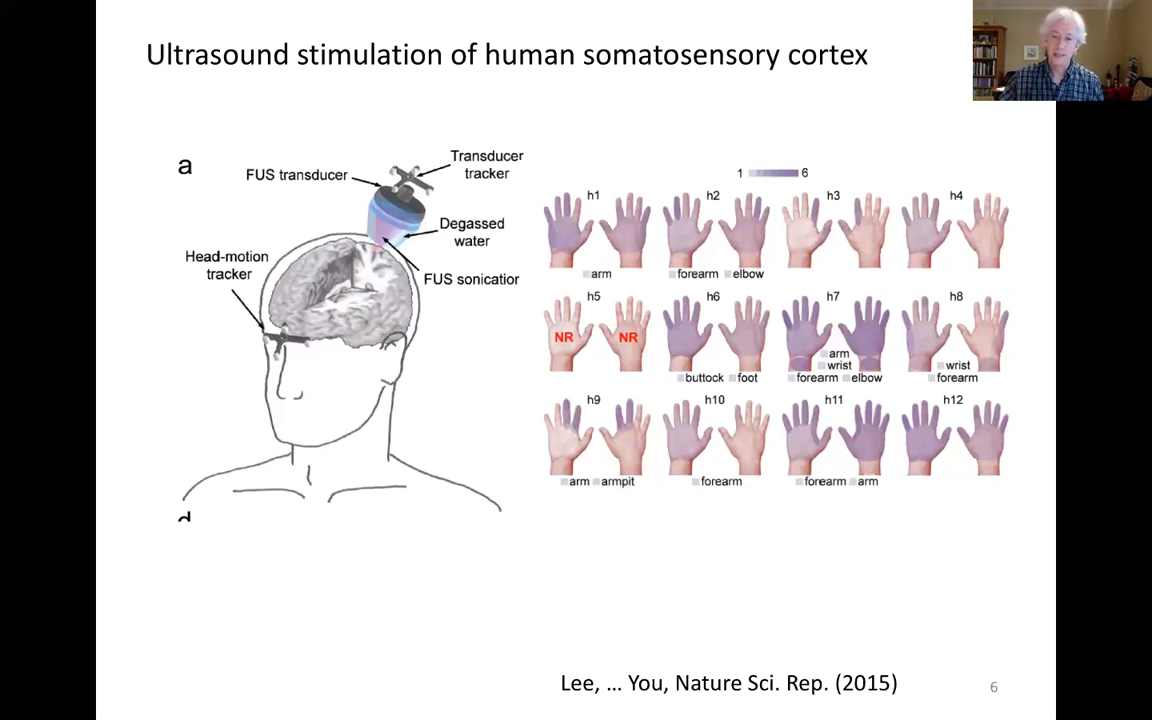 Ultrasound stimulation of human somatosensory cortex
a
FUS transducer
Transducer
tracker
Degassed
water
Head-motion
tracker
FUS sonicatior
1 6
h1 h2 h3 h4
arm forearm elbow
h5 h6 h7 h8
NR NR
arm
wrist wrist
buttock foot forearm elbow forearm
h9 h10 h11 h12
arm armpit forearm forearm arm
d
Lee, ... You, Nature Sci. Rep. (2015)
6